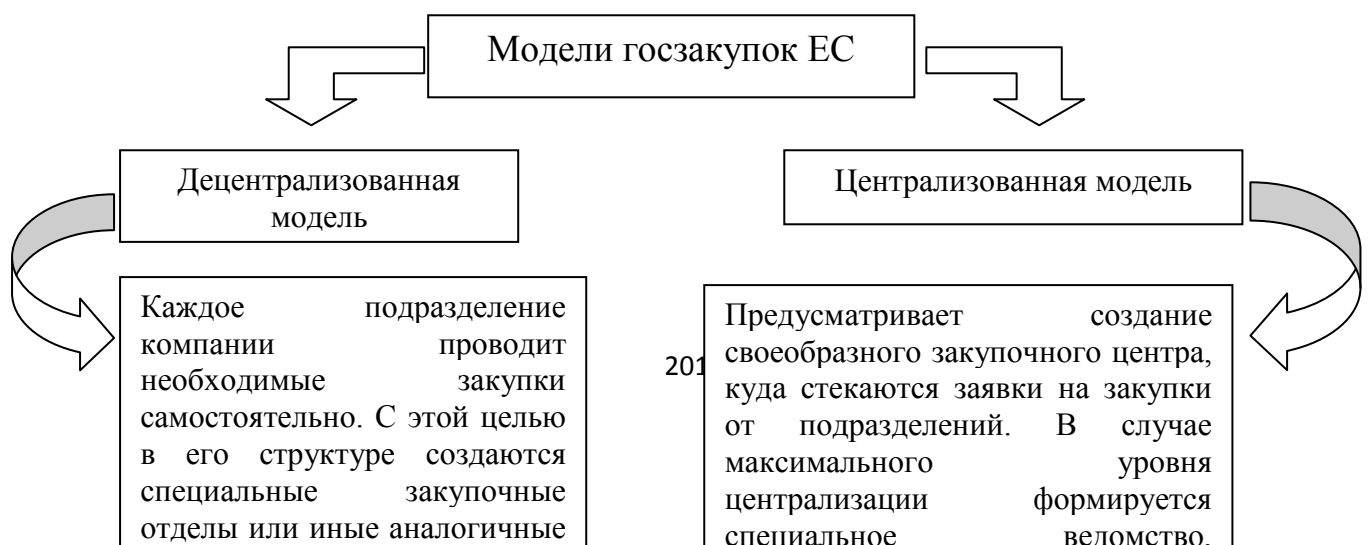 Модели госзакупок ЕС
Децентрализованная
модель
Централизованная модель
Каждое подразделение
компании проводит
необходимые закупки
самостоятельно. С этой целью
в его структуре создаются
специальные закупочные
отделы или иные аналогичные
201
Предусматривает создание
своеобразного закупочного центра,
куда стекаются заявки на закупки
от подразделений. В случае
максимального уровня
централизации формируется
специальное ведомство,